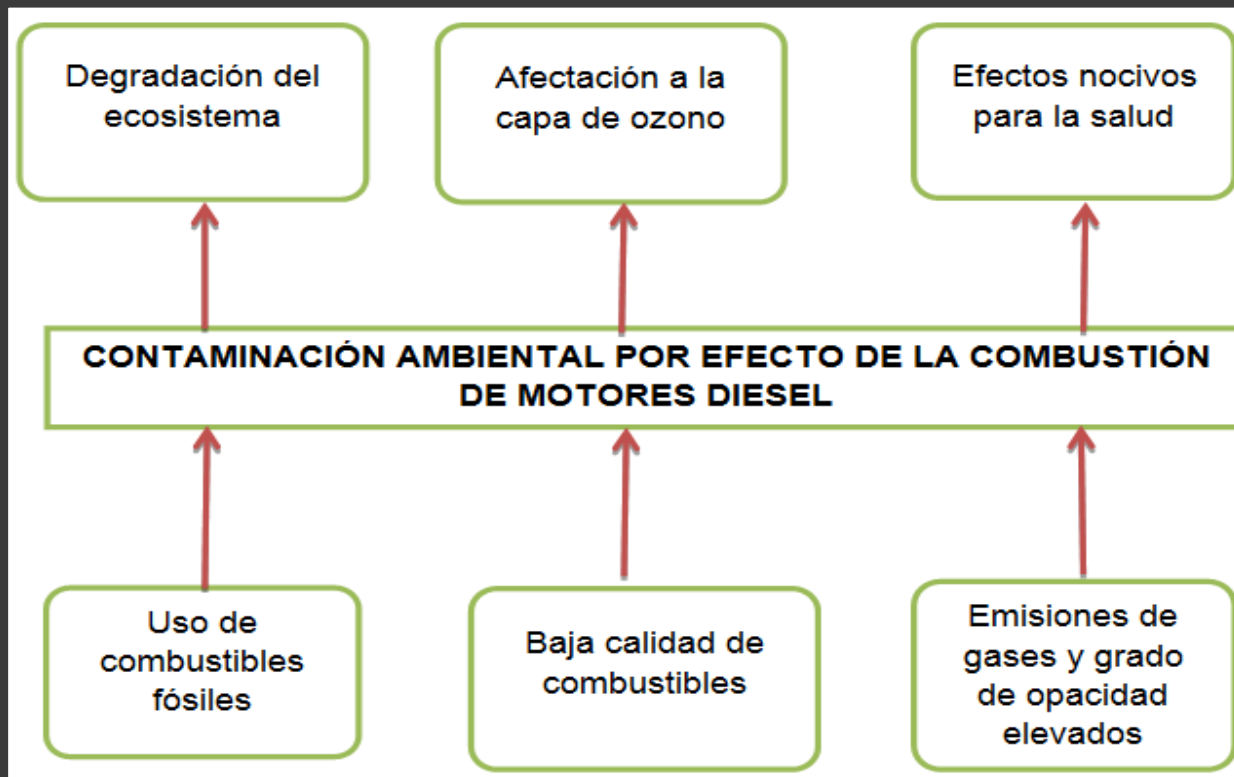 Degradación del
ecosistema
Afectación a la
capa de ozono
Efectos nocivos
para la salud
CONTAMINACIÓN AMBIENTAL POR EFECTO DE LA COMBUSTIÓN
DE MOTORES DIESEL
Uso de
combustibles
fósiles
Baja calidad de
combustibles
Emisiones de
gases y grado
de opacidad
elevados